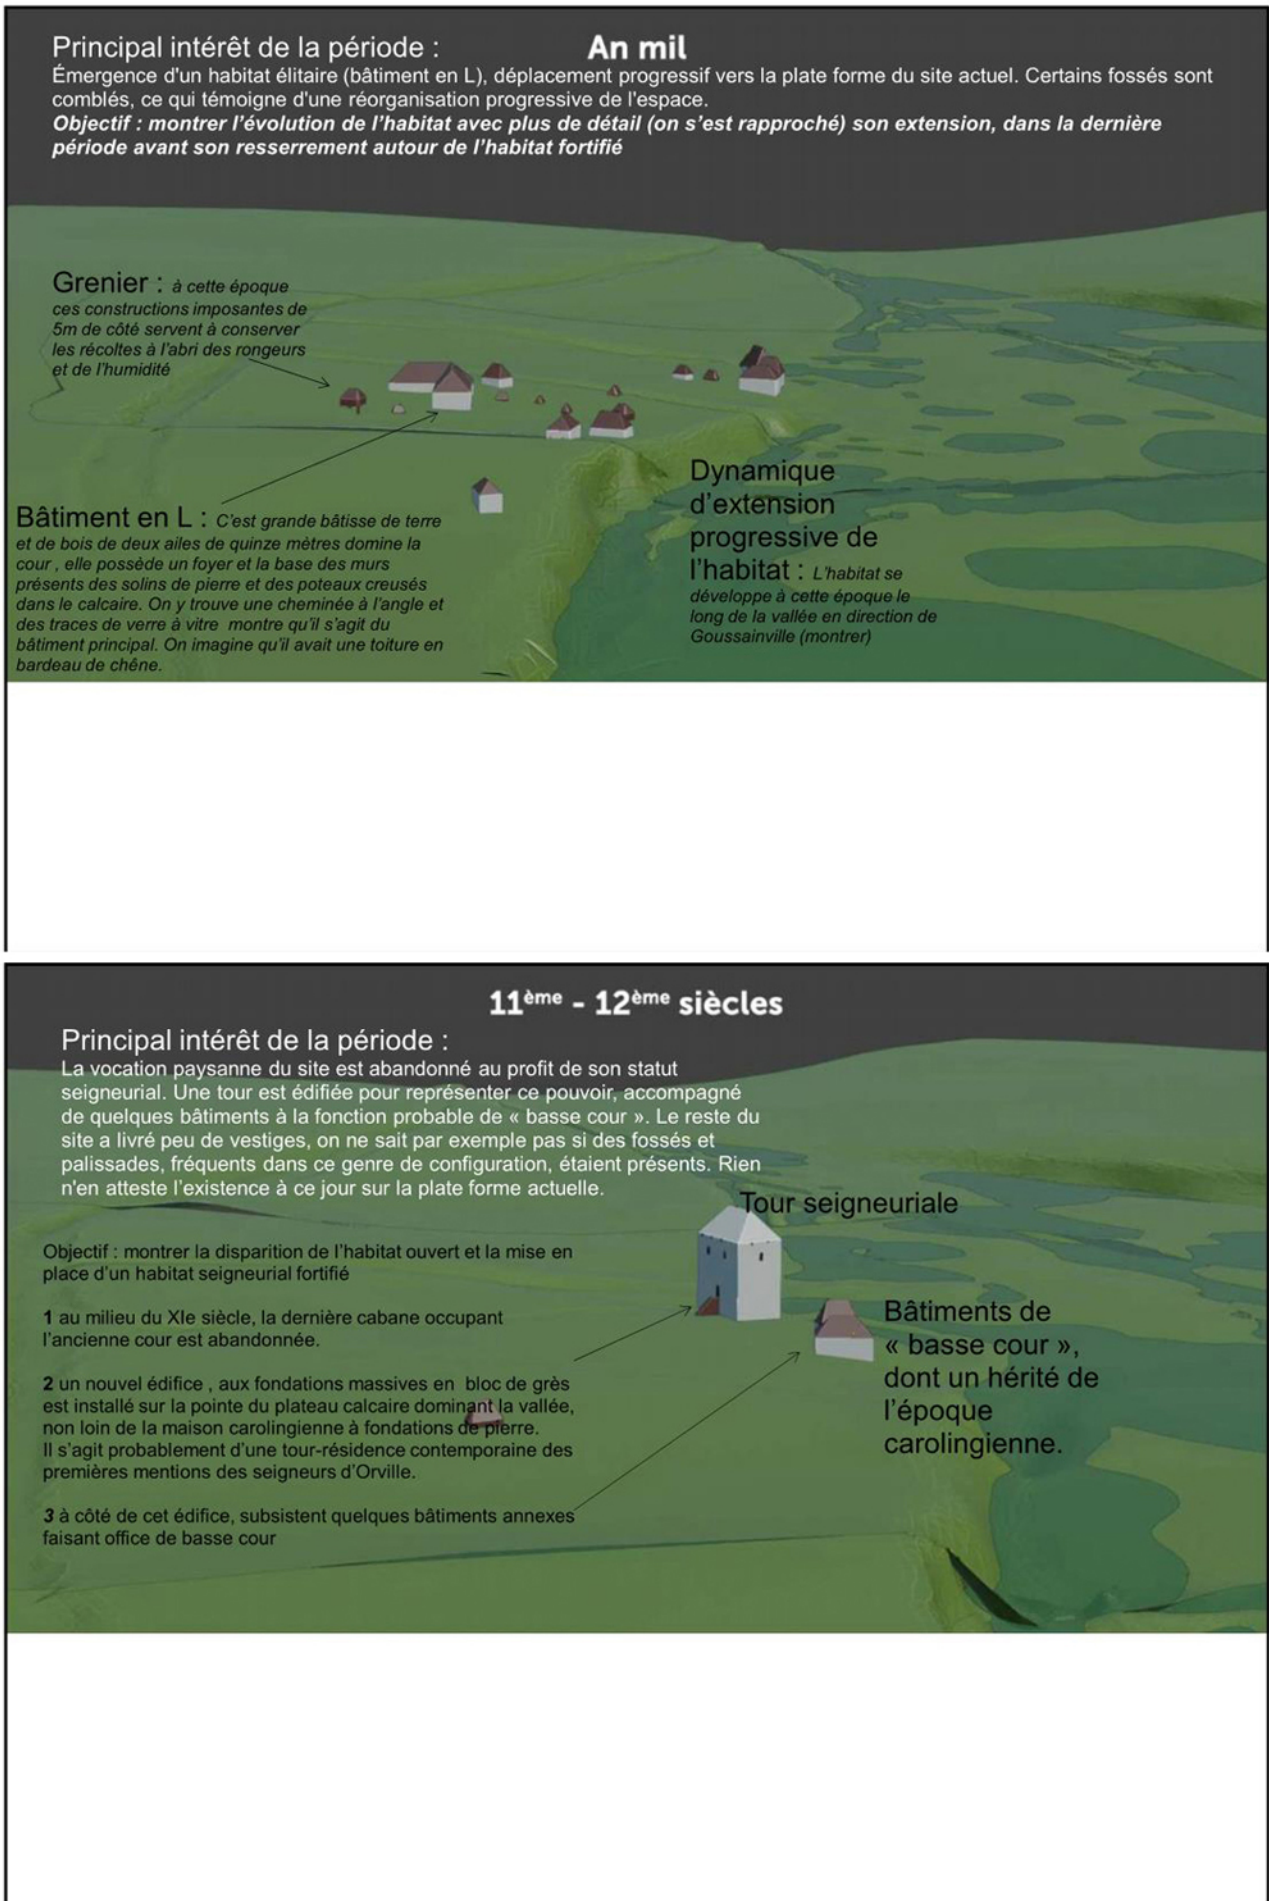 Principal intérêt de la période :
An mil
Émergence d'un habitat élitaire (bâtiment en L), déplacement progressif vers la plate forme du site actuel. Certains fossés sont
comblés, ce qui témoigne d'une réorganisation progressive de l'espace.
Objectif : montrer l'évolution de l'habitat avec plus de détail (on s'est rapproché) son extension, dans la dernière
période avant son resserrement autour de l'habitat fortifié
Grenier : à cette époque
ces constructions imposantes de
5m de côté servent à conserver
les récoltes à l'abri des rongeurs
et de l'humidité
Bâtiment en L : C'est grande bâtisse de terre
et de bois de deux ailes de quinze mètres domine la
cour , elle possède un foyer et la base des murs
présents des solins de pierre et des poteaux creusés
dans le calcaire. On y trouve une cheminée à l'angle et
des traces de verre à vitre montre qu'il s'agit du
bâtiment principal. On imagine qu'il avait une toiture en
bardeau de chêne.
Dynamique
d'extension
progressive de
l'habitat : L'habitat se
développe à cette époque le
long de la vallée en direction de
Goussainville (montrer)
11ème - 12ème siècles
Principal intérêt de la période :
La vocation paysanne du site est abandonné au profit de son statut
seigneurial. Une tour est édifiée pour représenter ce pouvoir, accompagné
de quelques bâtiments à la fonction probable de « basse cour ». Le reste du
site a livré peu de vestiges, on ne sait par exemple pas si des fossés et
palissades, fréquents dans ce genre de configuration, étaient présents. Rien
n'en atteste l'existence à ce jour sur la plate forme actuelle.
Tour seigneuriale
Objectif : montrer la disparition de l'habitat ouvert et la mise en
place d'un habitat seigneurial fortifié
1 au milieu du XIe siècle, la dernière cabane occupant
l'ancienne cour est abandonnée.
2 un nouvel édifice , aux fondations massives en bloc de grès
est installé sur la pointe du plateau calcaire dominant la vallée,
non loin de la maison carolingienne à fondations de pierre.
Il s'agit probablement d'une tour-résidence contemporaine des
premières mentions des seigneurs d'Orville.
3 à côté de cet édifice, subsistent quelques bâtiments annexes
faisant office de basse cour
Bâtiments de
« basse cour »,
dont un hérité de
l'époque
carolingienne.